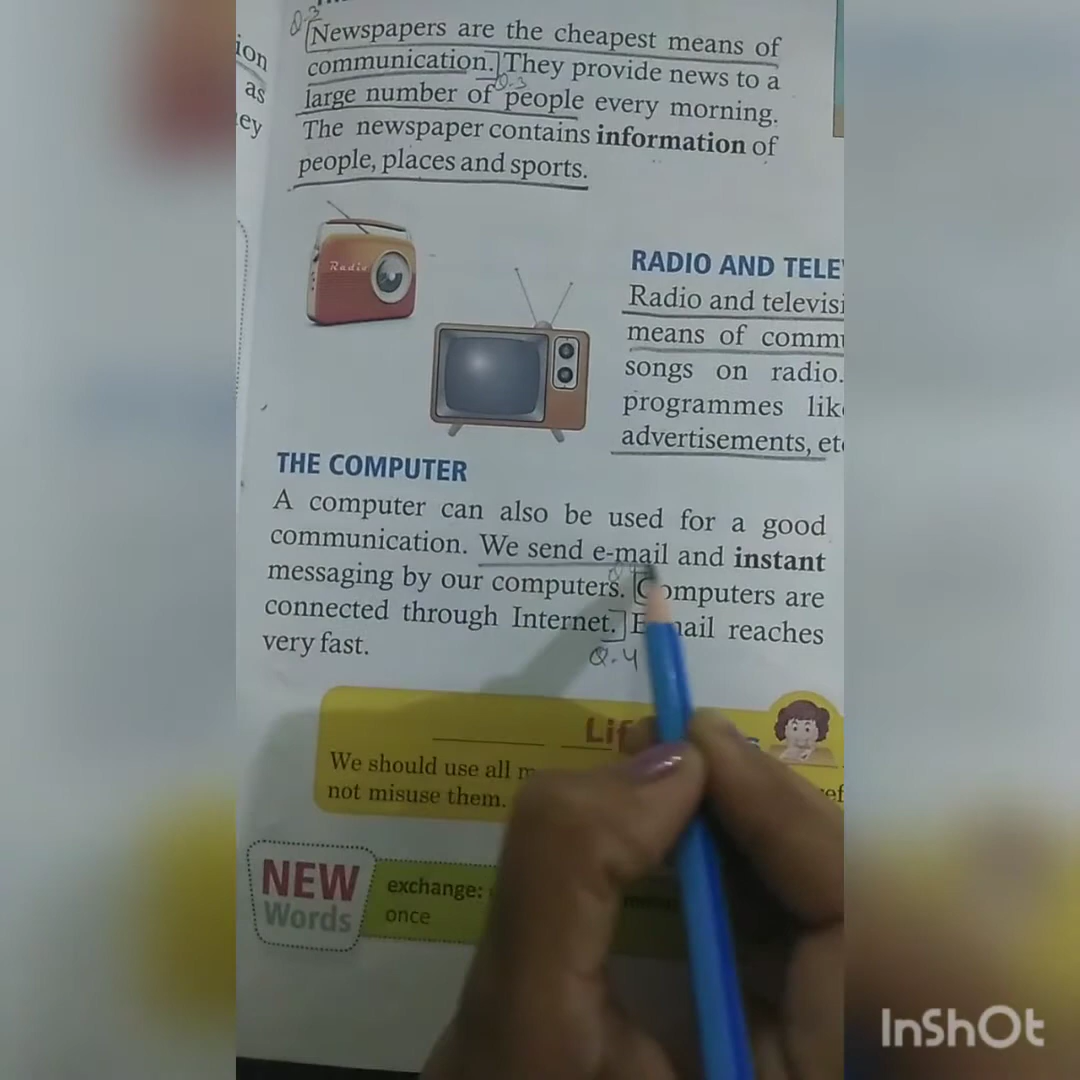 Q.3
Newspapers are the cheapest means of
communication. They provide news to a
Q.3
large number of people every morning.
The newspaper contains information of
people, places and sports.
ion
as
ey
Radio
RADIO AND TELE
Radio and televisi
means of comm
songs on radio.
programmes lik
advertisements, et
THE COMPUTER
A computer can also be used for a good
communication. We send e-mail and instant
messaging by our computers. Computers are
connected through Internet. E-mail reaches
very fast.
Q.4
Lif
We should use all m
not misuse them.
ef
NEW
Words
exchange:
once
InShOt